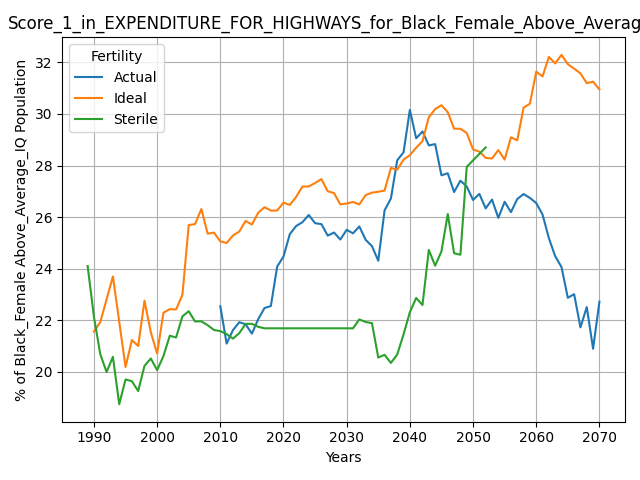 Score_1_in_EXPENDITURE_FOR_HIGHWAYS_for_Black_Female_Above_Averag
% of Black_Female Above_Average_IQ Population
Fertility
Actual
Ideal
Sterile
32
30
28
26
24
22
20
1990 2000 2010 2020 2030 2040 2050 2060 2070
Years